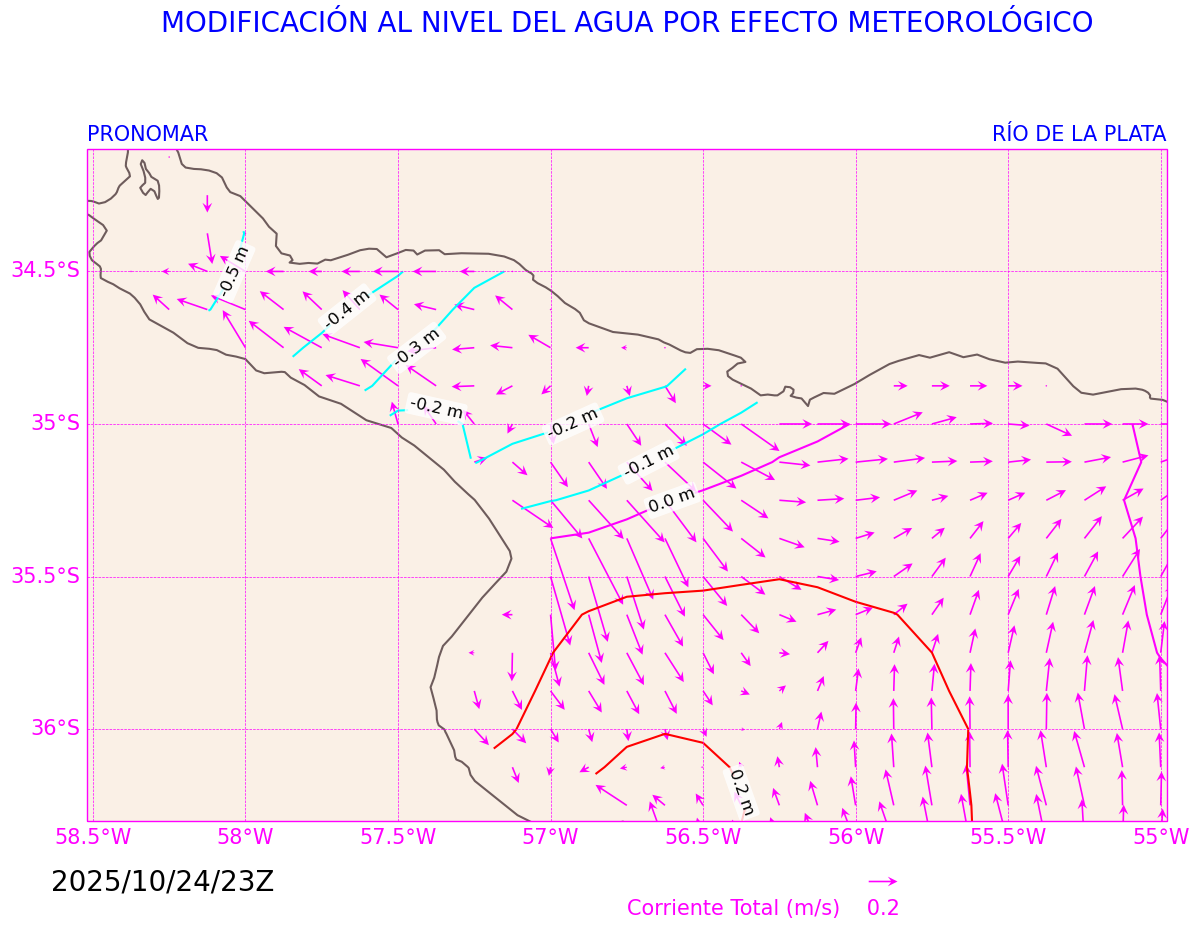 MODIFICACIÓN AL NIVEL DEL AGUA POR EFECTO METEOROLÓGICO
PRONOMAR
RÍO DE LA PLATA
34.5°S
35°S
35.5°S
36°S
-0.5 m
-0.4 m
-0.3 m
-0.2 m
-0.2 m
-0.1 m
0.0 m
0.2 m
58.5°W
58°W
57.5°W
57°W
56.5°W
56°W
55.5°W
55°W
2025/10/24/23Z
Corriente Total (m/s) 0.2